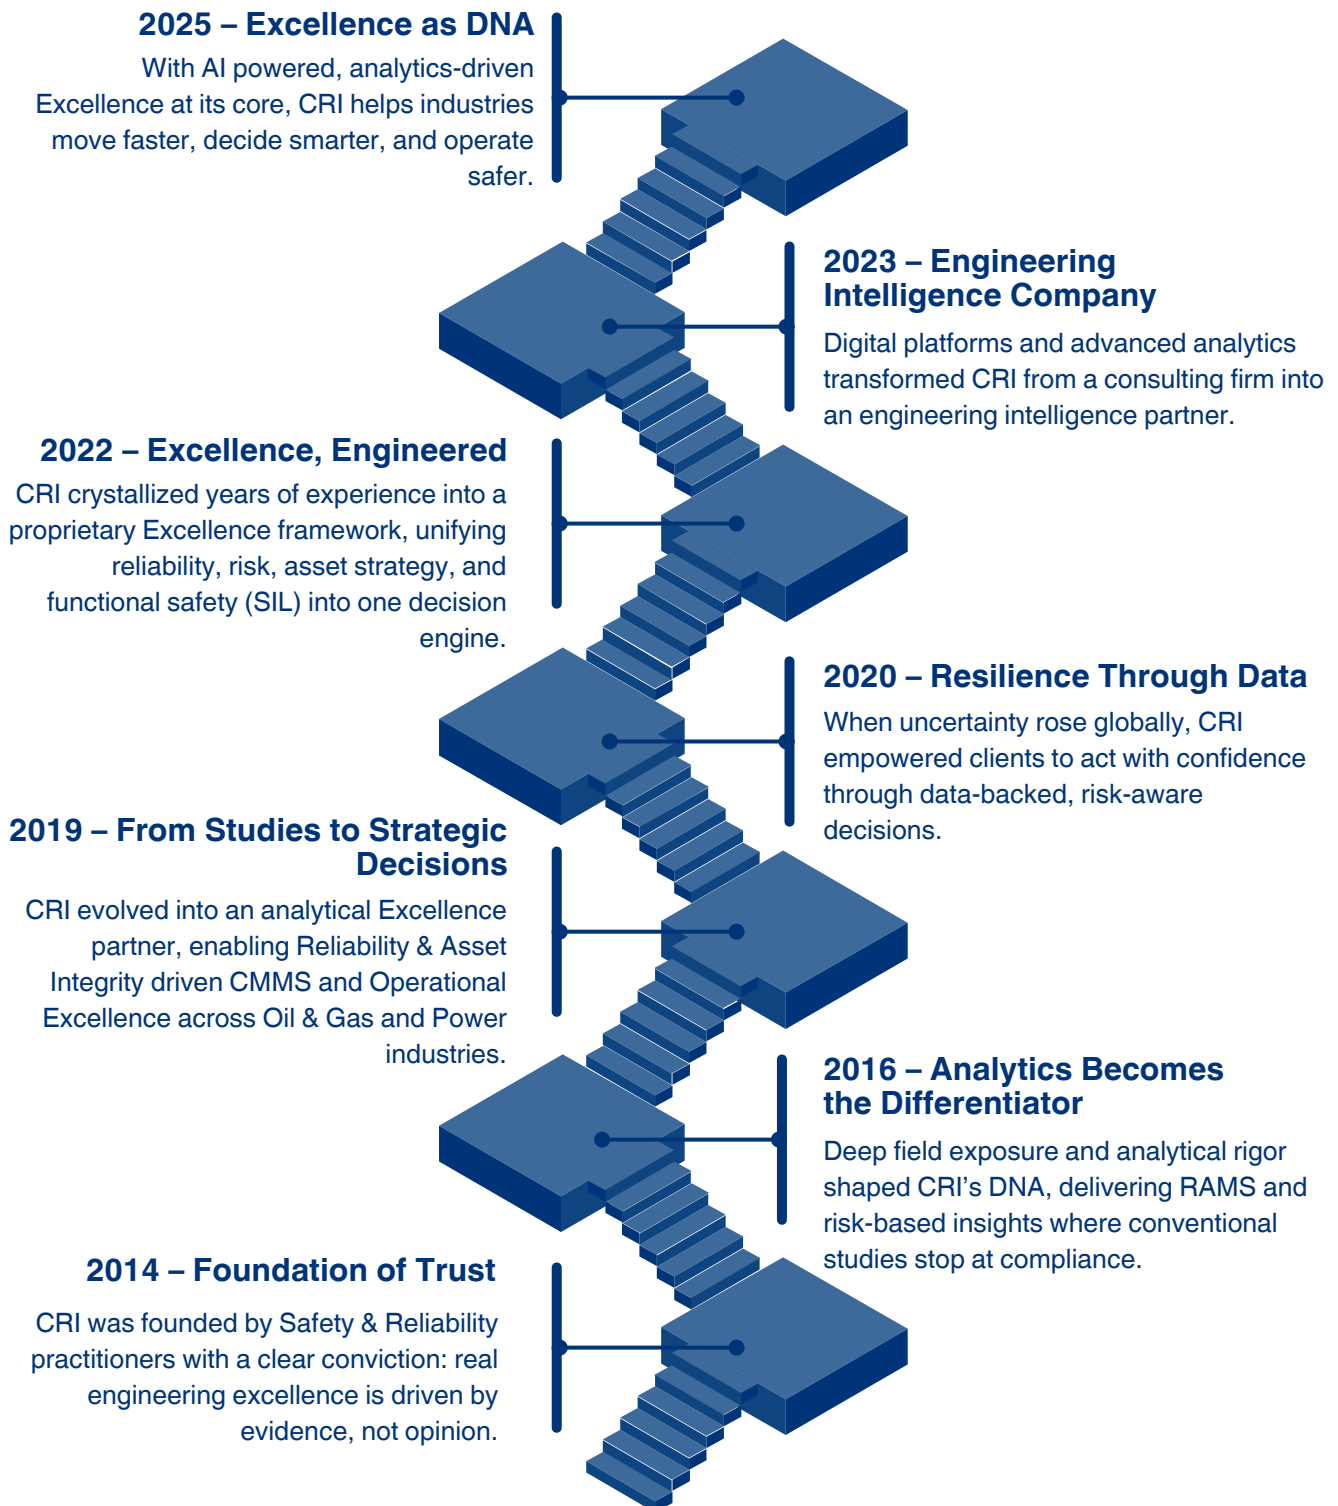 2025 – Excellence as DNA
With AI powered, analytics-driven
Excellence at its core, CRI helps industries
move faster, decide smarter, and operate
safer.
2023 – Engineering
Intelligence Company
Digital platforms and advanced analytics
transformed CRI from a consulting firm into
an engineering intelligence partner.
2022 – Excellence, Engineered
CRI crystallized years of experience into a
proprietary Excellence framework, unifying
reliability, risk, asset strategy, and
functional safety (SIL) into one decision
engine.
2020 – Resilience Through Data
When uncertainty rose globally, CRI
empowered clients to act with confidence
through data-backed, risk-aware
decisions.
2019 – From Studies to Strategic
Decisions
CRI evolved into an analytical Excellence
partner, enabling Reliability & Asset
Integrity driven CMMS and Operational
Excellence across Oil & Gas and Power
industries.
2016 – Analytics Becomes
the Differentiator
Deep field exposure and analytical rigor
shaped CRI’s DNA, delivering RAMS and
risk-based insights where conventional
studies stop at compliance.
2014 – Foundation of Trust
CRI was founded by Safety & Reliability
practitioners with a clear conviction: real
engineering excellence is driven by
evidence, not opinion.